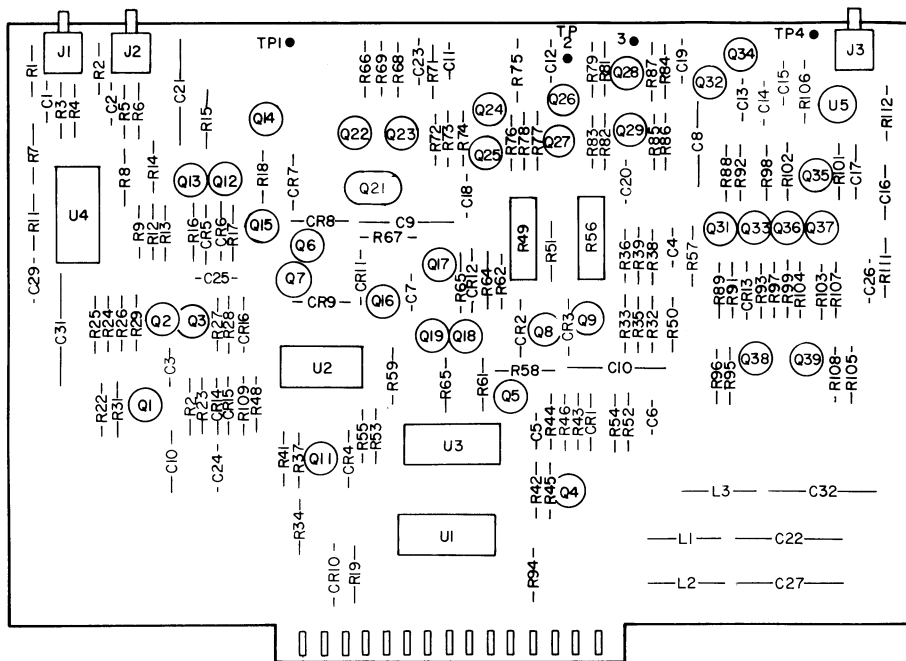 J1
J2
TP1
TP
2
3
TP4
J3
R1
R2
C1
R3
R4
C2
R5
R6
C21
R15
R66
R69
R68
C23
R71
C11
R75
C12
R79
R81
Q28
R87
R84
C19
Q34
Q32
C13
C14
C15
R106
U5
R112
Q14
Q22
Q23
Q24
Q26
R7
R8
R14
R72
R73
R74
Q25
R76
R78
R77
Q27
R83
R82
Q29
R85
R86
C8
Q13
Q12
R18
CR7
Q21
C18
C20
R88
R92
R98
R102
Q35
R101
C17
C16
U4
R11
R9
R12
R13
R16
CR5
CR6
R17
Q15
CR8
C9
R67
R49
R51
R56
R36
R39
R38
C4
R57
Q31
Q33
Q36
Q37
Q6
Q7
CR11
Q17
C29
C25
CR9
Q16
C7
R65
CR12
R64
R62
R89
R91
CR13
R93
R97
R99
R104
R103
R107
C26
R111
C31
R25
R24
R26
R29
Q2
Q3
R27
R28
CR16
Q19
Q18
CR2
Q8
CR3
Q9
R33
R35
R32
R50
C3
U2
R59
R65
R61
R58
C10
R96
R95
Q38
Q39
R108
R105
R22
R31
Q1
R2
R23
CR14
CR15
R109
R48
Q5
C10
C24
R41
R37
Q11
CR4
R55
R53
U3
C5
R44
R46
R43
CR1
R54
R52
C6
R42
R45
Q4
L3
C32
R34
U1
L1
C22
CR10
R19
R94
L2
C27